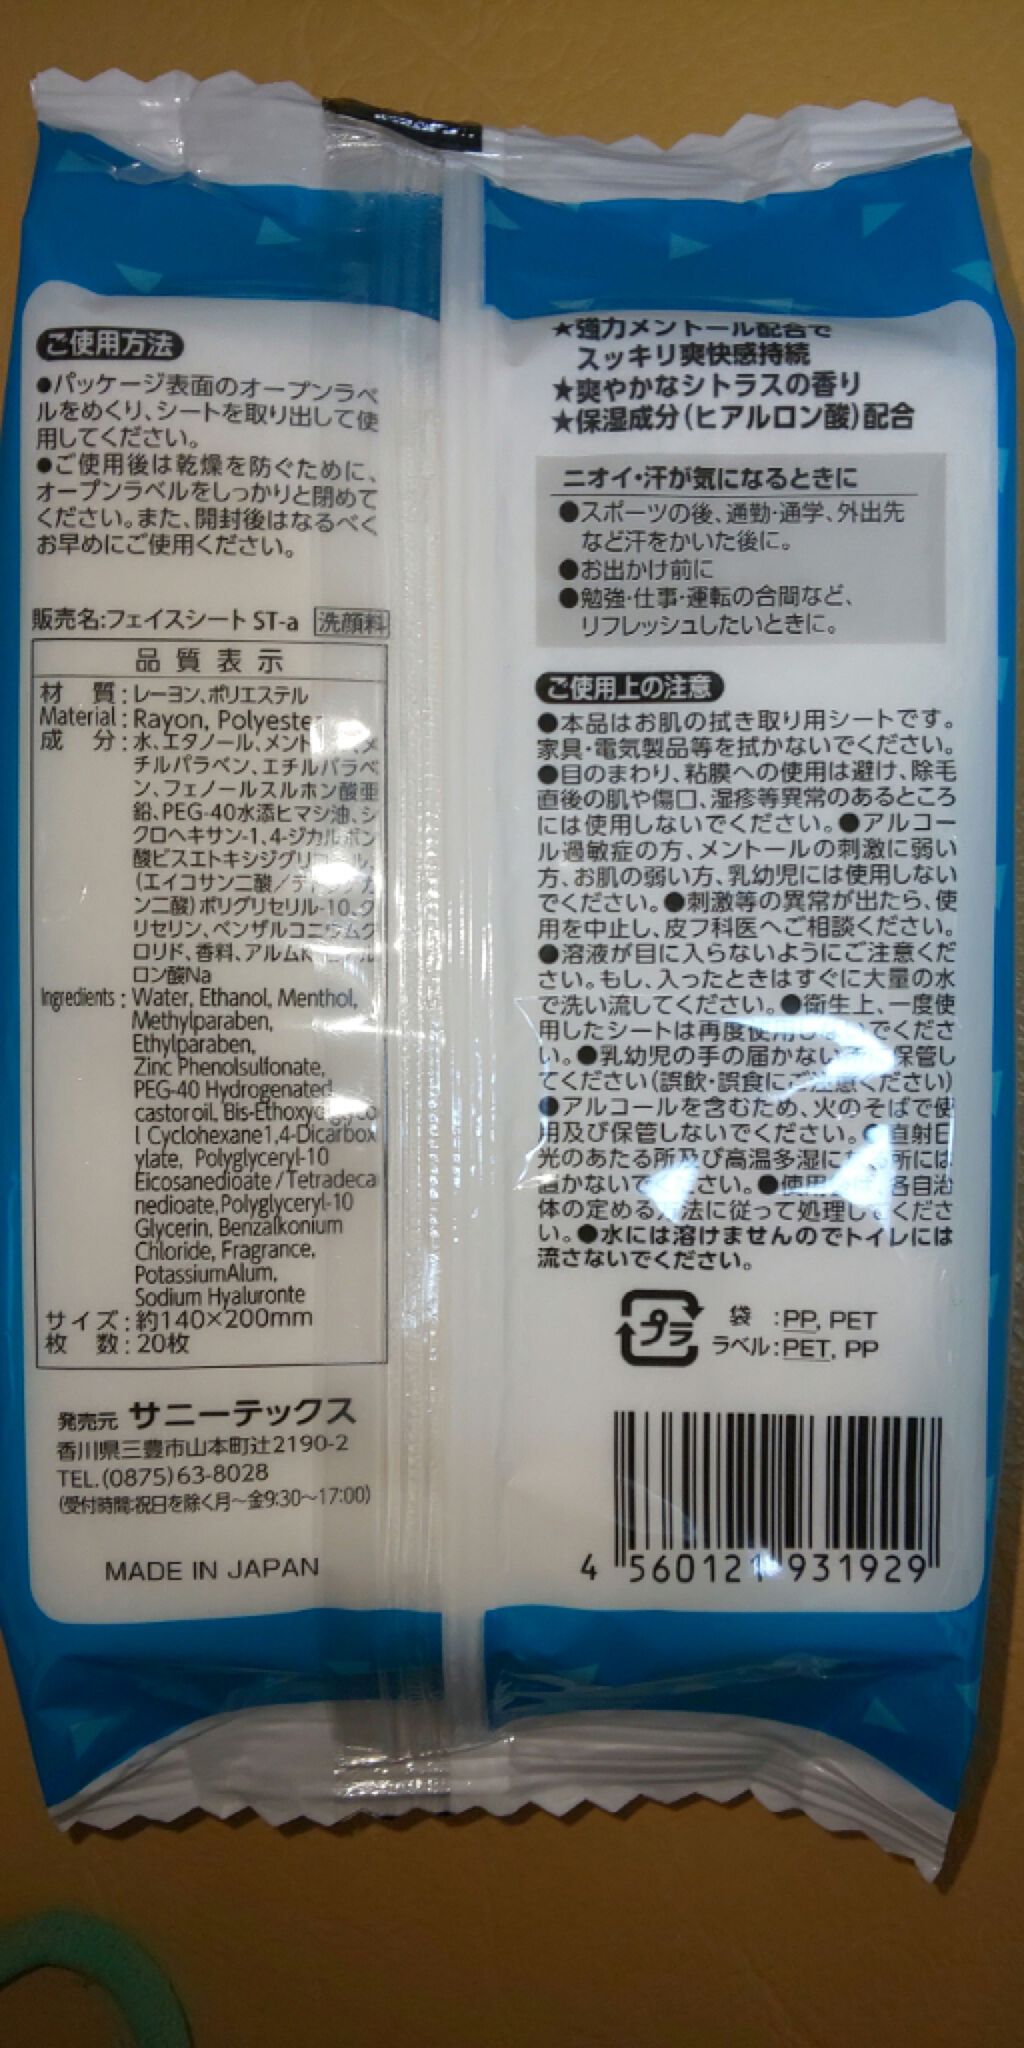 ご使用方法
●パッケージ表面のオープンラベ
ルをめくり、シートを取り出して使
用してください。
●ご使用後は乾燥を防ぐために、
オープンラベルをしっかりと閉めて
ください。また、開封後はなるべく
お早めにご使用ください。
販売名:フェイスシート ST-a 洗顔料
品質表示
材 質:レーヨン、ポリエステル
Material:Rayon, Polyester
成 分:水、エタノール、メント
チルパラベン、エチルパラベ
ン、フェノールスルホン酸亜
鉛、PEG-40水添ヒマシ油、シ
クロヘキサン-1,4-ジカルボン
酸ビスエトキシジグリコール、
(エイコサン二酸/テ
ン二酸)ポリグリセリル-10、グ
リセリン、ベンザルコニウムク
ロリド、香料、アルムK
ロン酸Na
Ingredients:Water, Ethanol, Menthol,
Methylparaben,
Ethylparaben,
Zinc Phenolsulfonate,
PEG-40 Hydrogenated
castor oil, Bis-Ethoxydiglyco
l Cyclohexane1,4-Dicarbox
ylate, Polyglyceryl-10
Eicosanedioate/Tetradeca
nedioate,Polyglyceryl-10
Glycerin, Benzalkonium
Chloride, Fragrance,
PotassiumAlum,
Sodium Hyaluronte
サイズ:約140×200mm
枚 数:20枚
発売元 サニーテックス
香川県三豊市山本町辻2190-2
TEL.(0875)63-8028
(受付時間:祝日を除く月〜金9:30〜17:00)
MADE IN JAPAN
★強力メントール配合で
スッキリ爽快感持続
★爽やかなシトラスの香り
★保湿成分(ヒアルロン酸)配合
ニオイ・汗が気になるときに
●スポーツの後、通勤・通学、外出先
など汗をかいた後に。
●お出かけ前に
●勉強・仕事・運転の合間など、
リフレッシュしたいときに。
ご使用上の注意
●本品はお肌の拭き取り用シートです。
家具・電気製品等を拭かないでください。
●目のまわり、粘膜への使用は避け、除毛
直後の肌や傷口、湿疹等異常のあるところ
には使用しないでください。●アルコー
ル過敏症の方、メントールの刺激に弱い
方、お肌の弱い方、乳幼児には使用しない
でください。●刺激等の異常が出たら、使
用を中止し、皮フ科医へご相談ください。
●溶液が目に入らないようにご注意くだ
さい。もし、入ったときはすぐに大量の水
で洗い流してください。●衛生上、一度使
用したシートは再度使用しないでくださ
い。●乳幼児の手の届かない 保管し
てください(誤飲・誤食にご注意ください)
●アルコールを含むため、火のそばで使
用及び保管しないでください。●直射日
光のあたる所及び高温多湿に 所には
置かないでください。●使用 各自治
体の定める方法に従って処理してくださ
い。●水には溶けませんのでトイレには
流さないでください。
プラ
袋 :PP, PET
ラベル:PET, PP
4 560121 931929